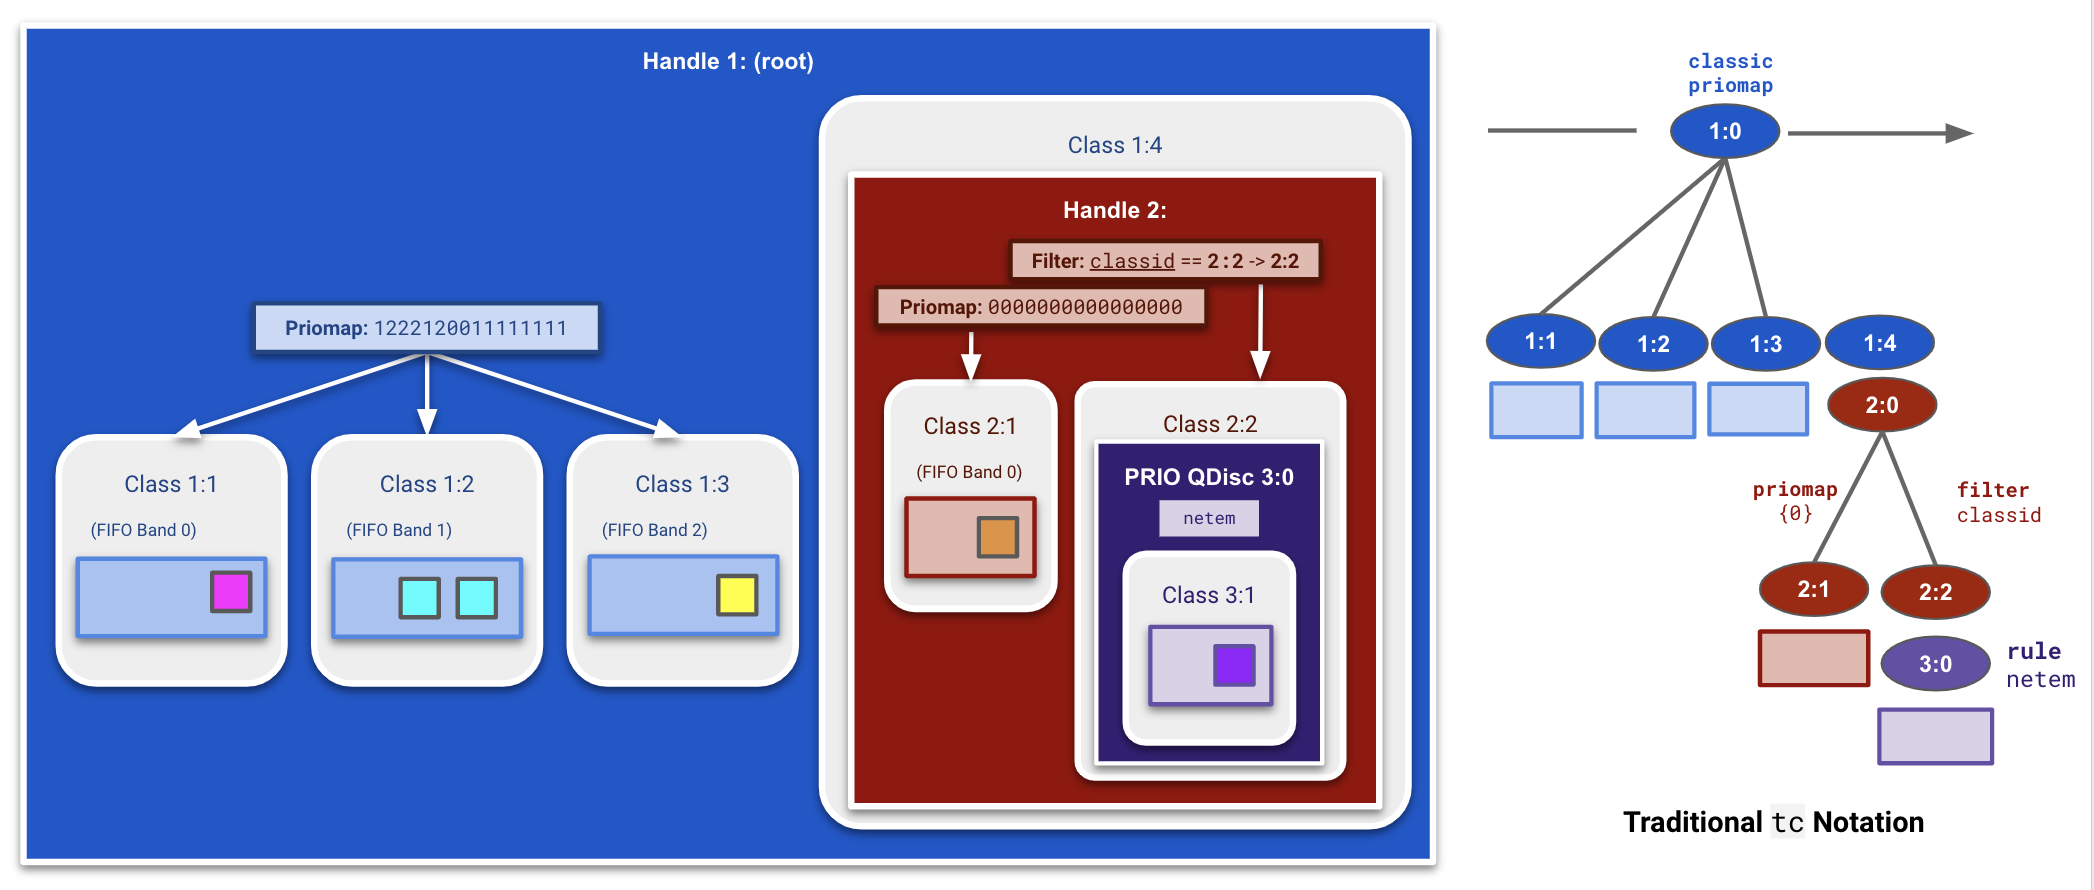 Handle 1: (root)
Priomap: 1222120011111111
Class 1:1
(FIFO Band 0)
Class 1:2
(FIFO Band 1)
Class 1:3
(FIFO Band 2)
Class 1:4
Handle 2:
Filter: classid == 2:2 -> 2:2
Priomap: 0000000000000000
Class 2:1
(FIFO Band 0)
Class 2:2
PRIO QDisc 3:0
netem
Class 3:1
classic
priomap
1:0
1:1
1:2
1:3
1:4
2:0
priomap
{0}
filter
classid
2:1
2:2
3:0
rule
netem
Traditional tc Notation